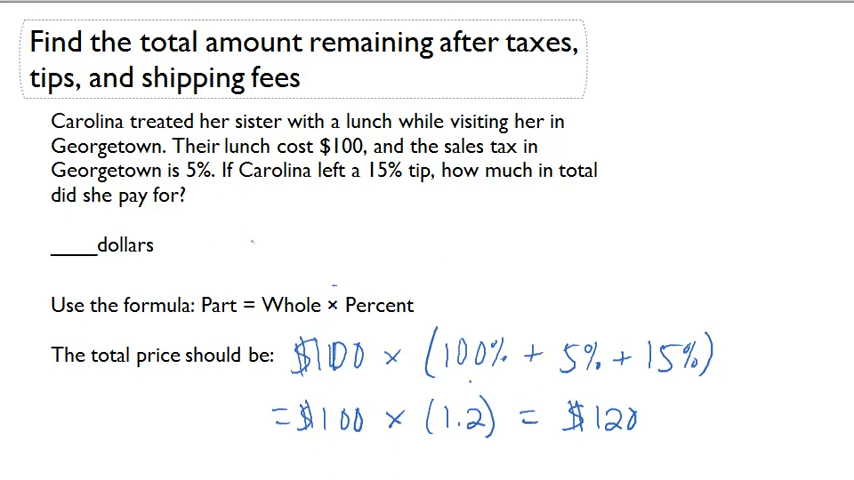 Find the total amount remaining after taxes,
tips, and shipping fees
Carolina treated her sister with a lunch while visiting her in
Georgetown. Their lunch cost $100, and the sales tax in
Georgetown is 5%. If Carolina left a 15% tip, how much in total
did she pay for?
____dollars
Use the formula: Part = Whole × Percent
The total price should be: $100 × (100% + 5% + 15%)
= $100 × (1.2) = $120